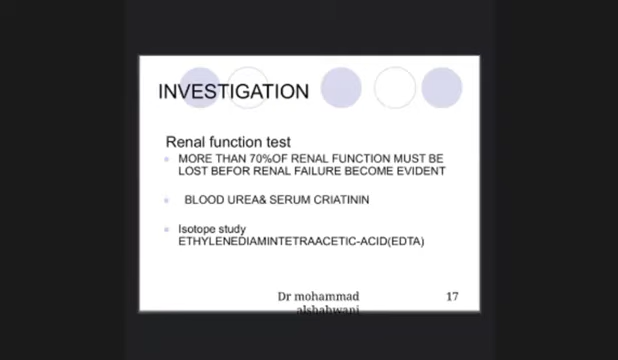 INVESTIGATION
Renal function test
MORE THAN 70%OF RENAL FUNCTION MUST BE
LOST BEFOR RENAL FAILURE BECOME EVIDENT
BLOOD UREA& SERUM CRIATININ
Isotope study
ETHYLENEDIAMINTETRAACETIC-ACID(EDTA)
Dr mohammad
alshabwani
17